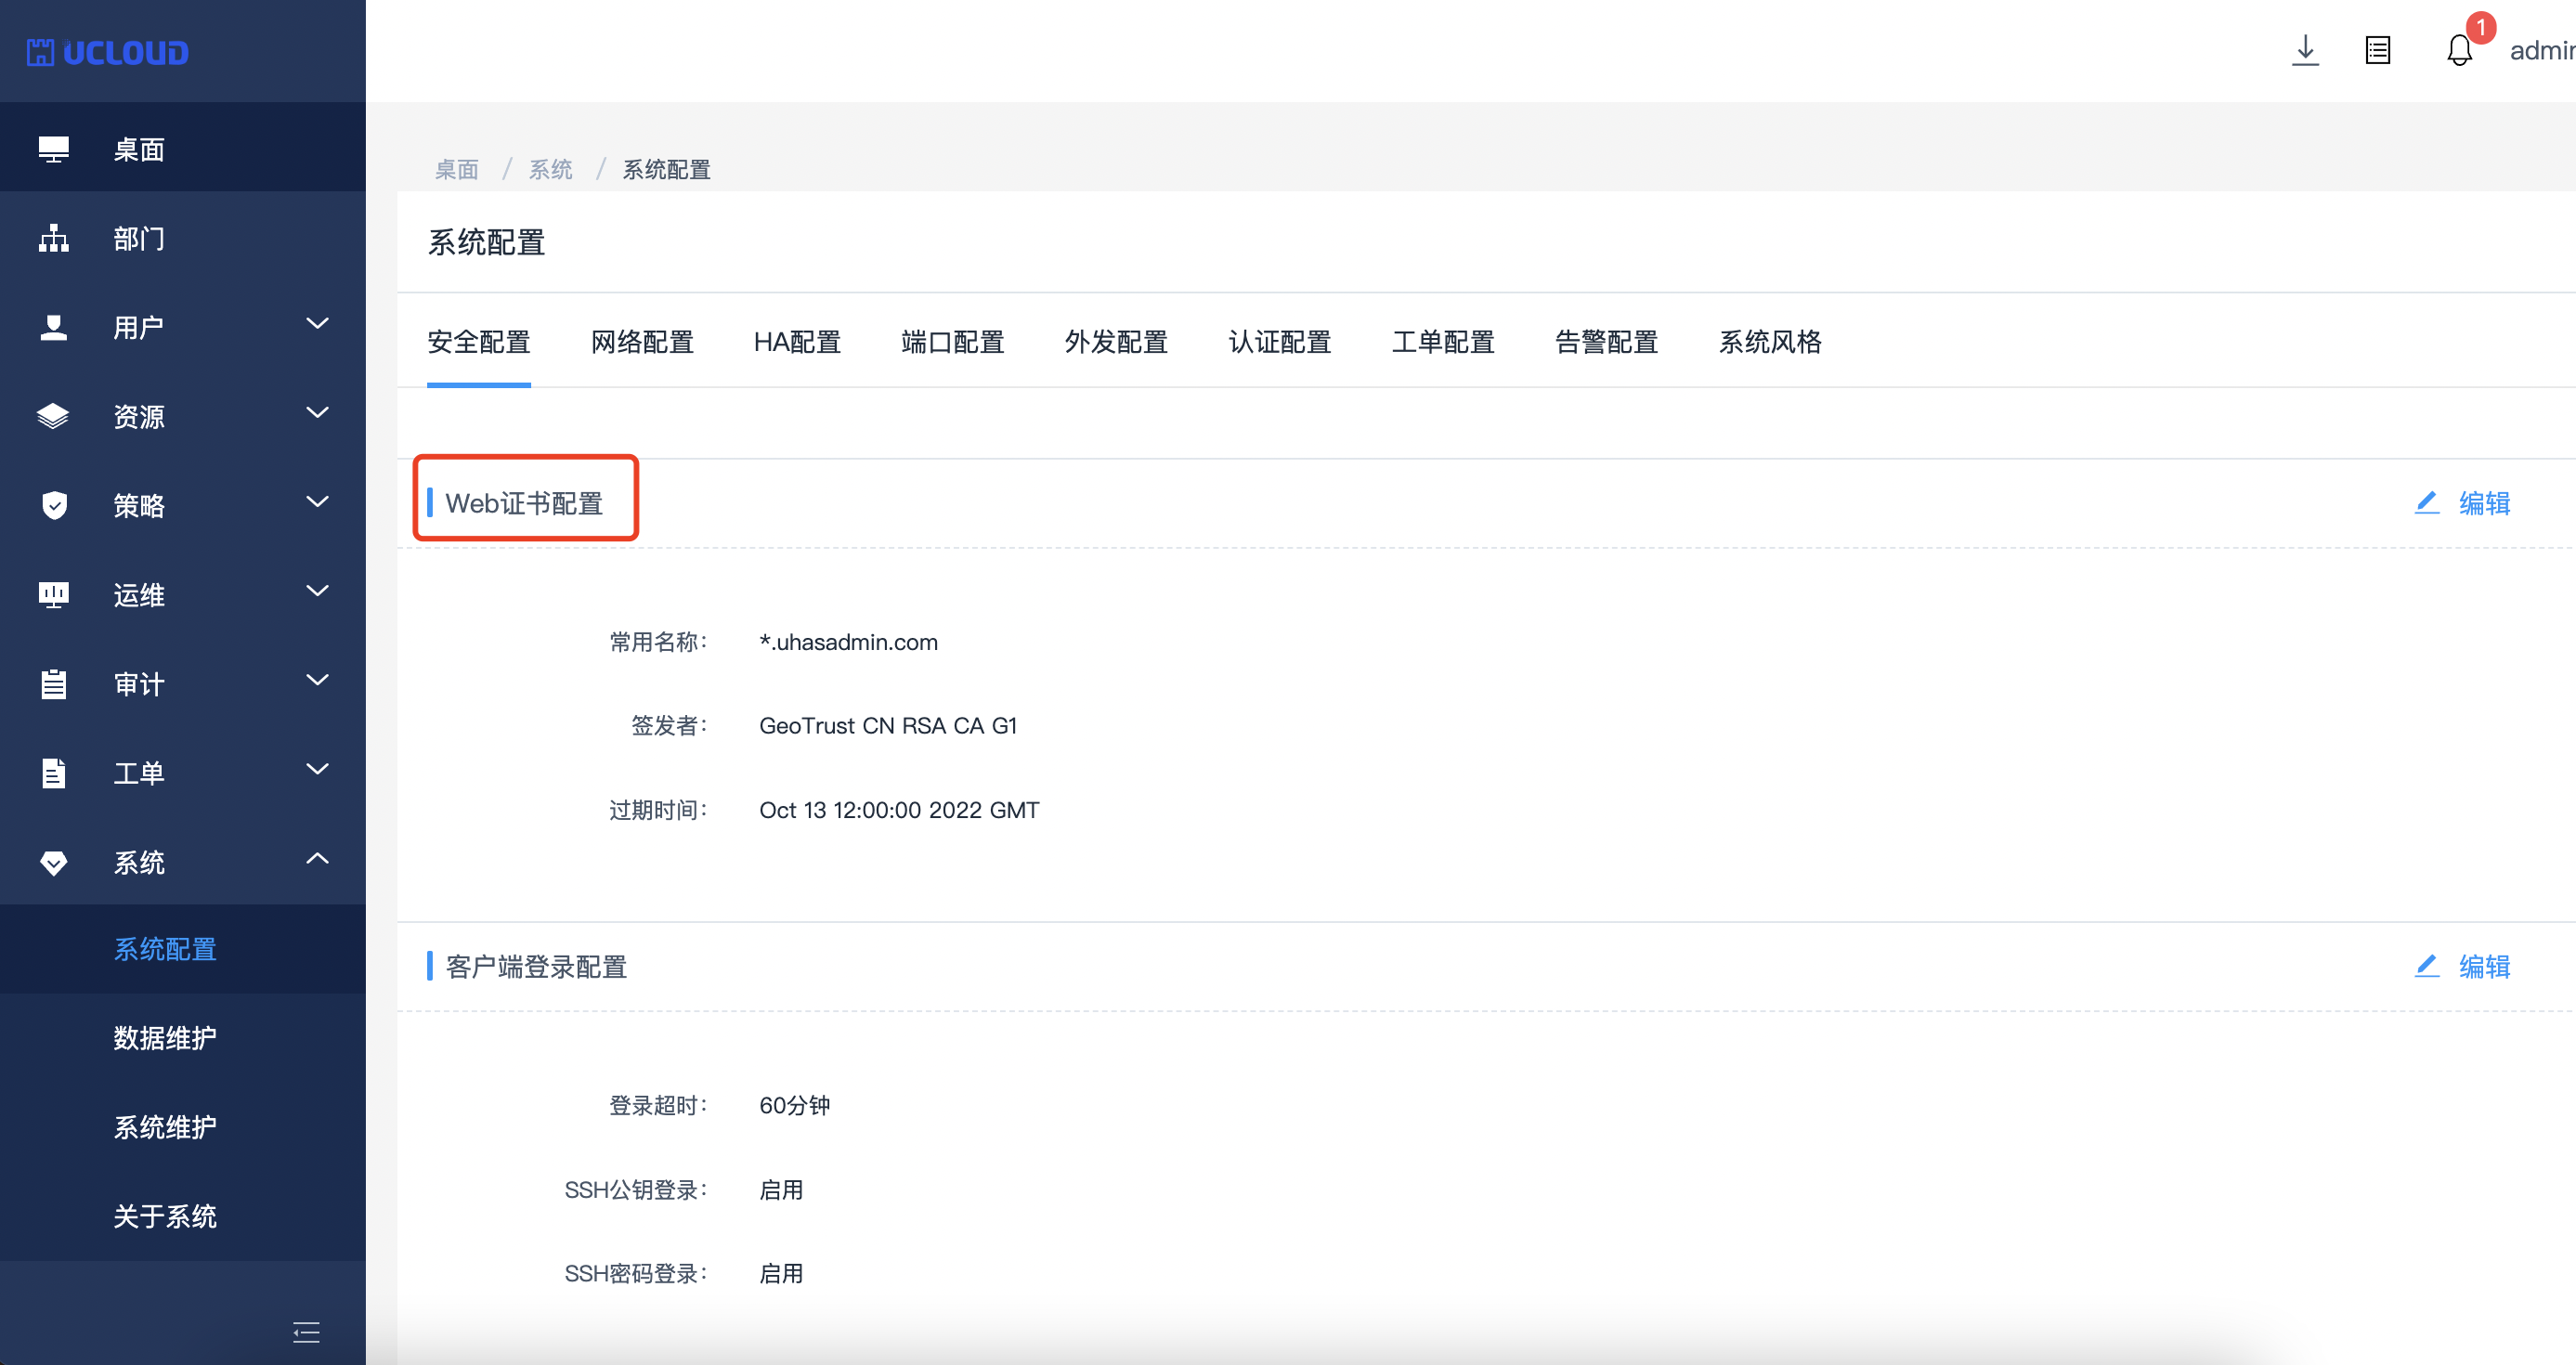 UCLOUD
1
桌面
部门
用户
资源
策略
运维
审计
工单
系统
系统配置
数据维护
系统维护
关于系统
桌面 / 系统 / 系统配置
系统配置
安全配置 网络配置 HA配置 端口配置 外发配置 认证配置 工单配置 告警配置 系统风格
Web证书配置 编辑
常用名称： *.uhasadmin.com
签发者： GeoTrust CN RSA CA G1
过期时间： Oct 13 12:00:00 2022 GMT
客户端登录配置 编辑
登录超时： 60分钟
SSH公钥登录： 启用
SSH密码登录： 启用